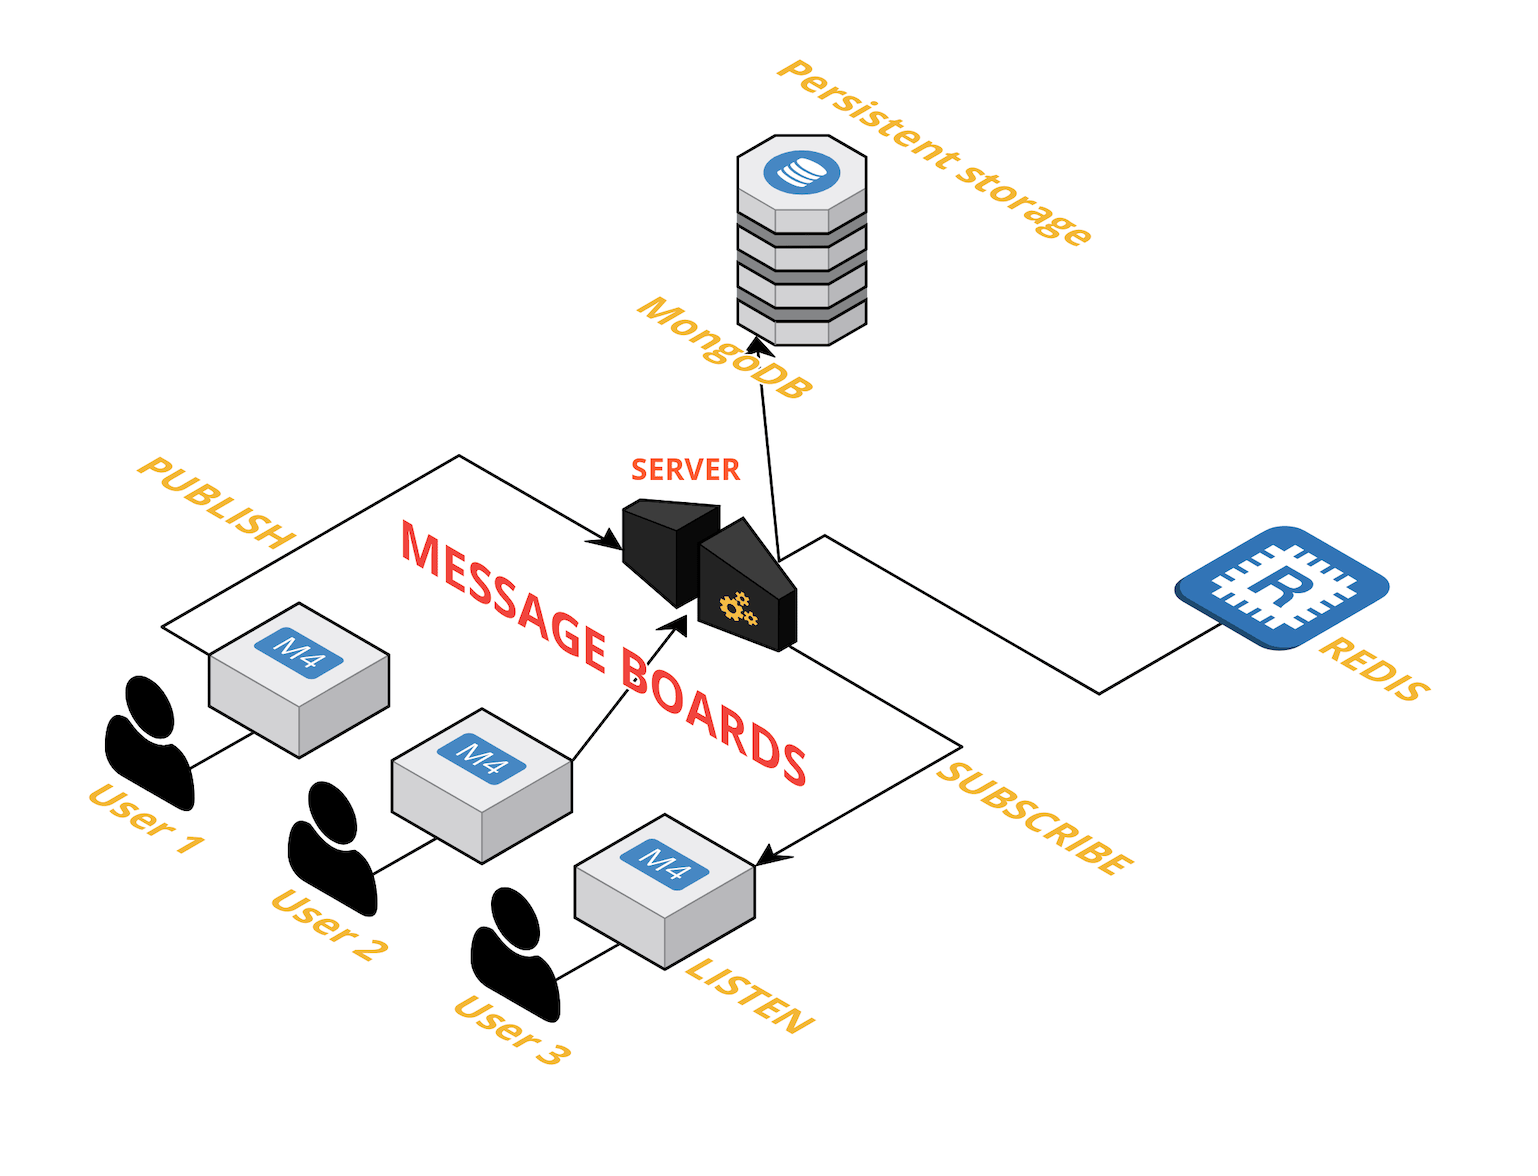 Persistent storage
MongoDB
SERVER
PUBLISH
MESSAGE BOARDS
R
REDIS
M4
User 1
M4
User 2
SUBSCRIBE
M4
LISTEN
User 3